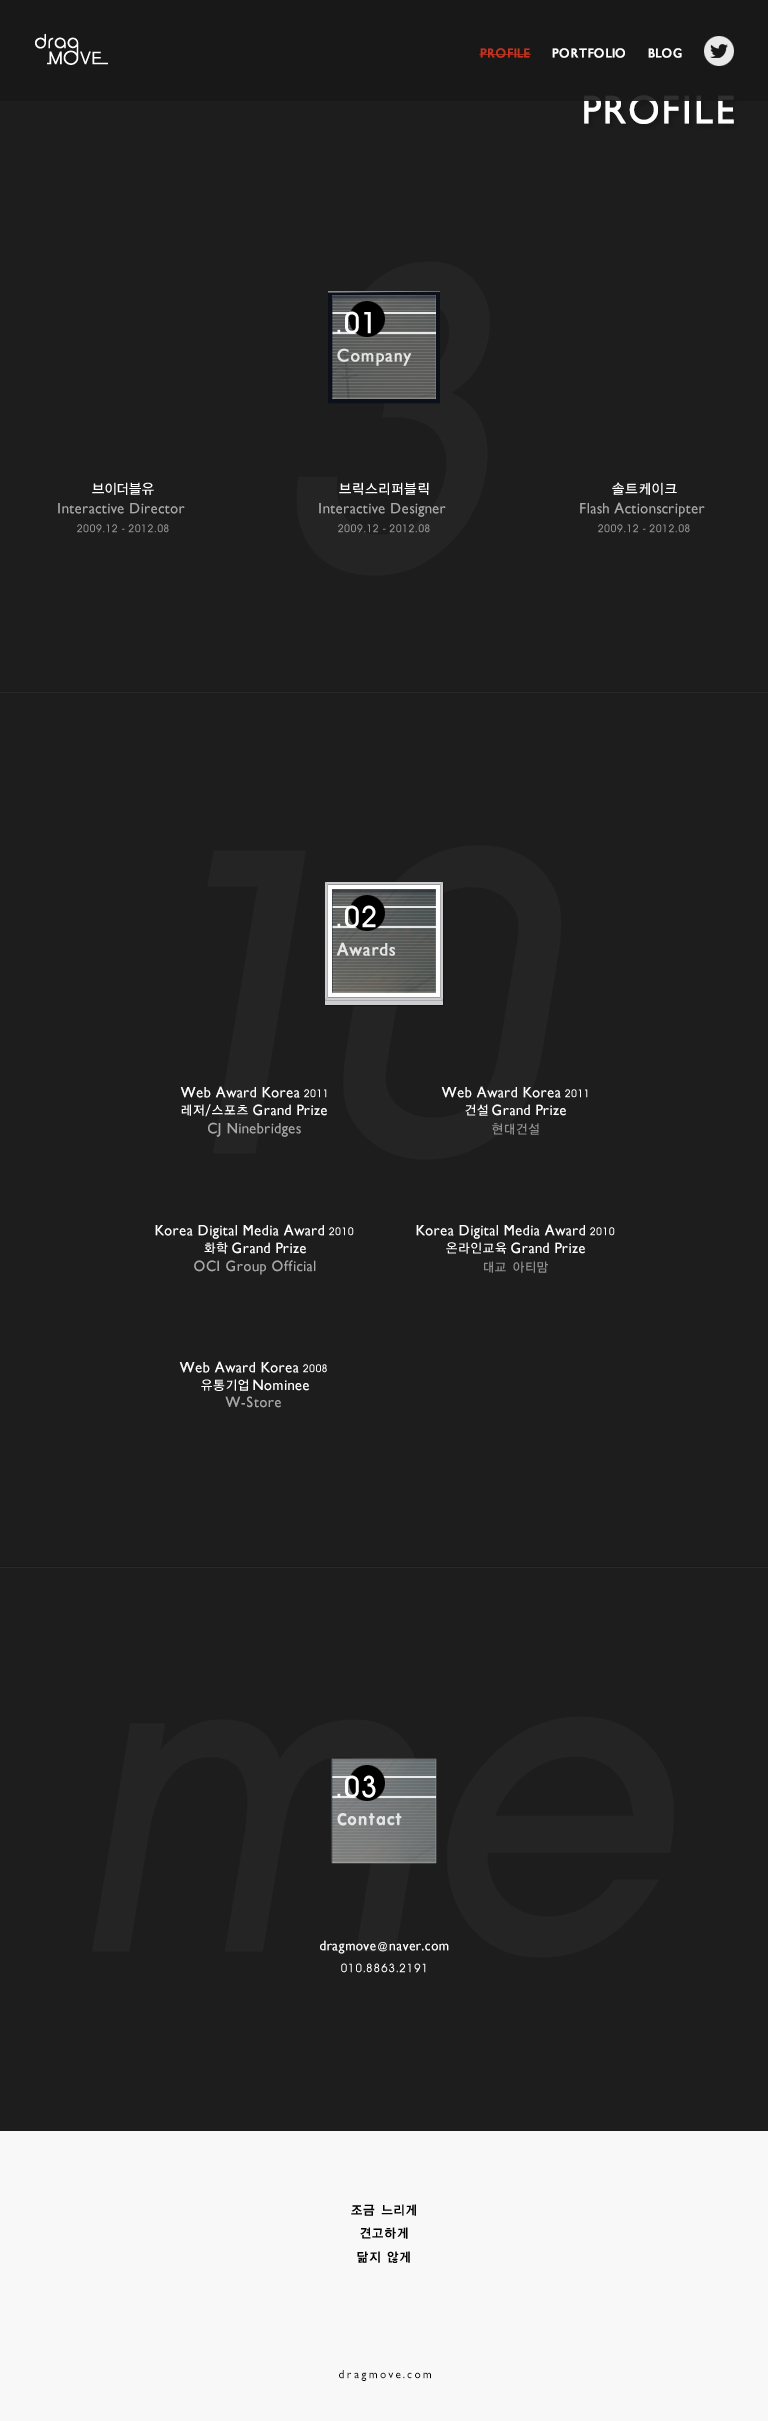 drag
MOVE
PROFILE
PORTFOLIO
BLOG
PROFILE
3
.01
Company
브이더블유
Interactive Director
2009.12 - 2012.08
브릭스리퍼블릭
Interactive Designer
2009.12 - 2012.08
솔트케이크
Flash Actionscripter
2009.12 - 2012.08
10
.02
Awards
Web Award Korea 2011
레저/스포츠 Grand Prize
CJ Ninebridges
Web Award Korea 2011
건설 Grand Prize
현대건설
Korea Digital Media Award 2010
화학 Grand Prize
OCI Group Official
Korea Digital Media Award 2010
온라인교육 Grand Prize
대교 아티맘
Web Award Korea 2008
유통기업 Nominee
W-Store
me
.03
Contact
dragmove@naver.com
010.8863.2191
조금 느리게
견고하게
닮지 않게
dragmove.com